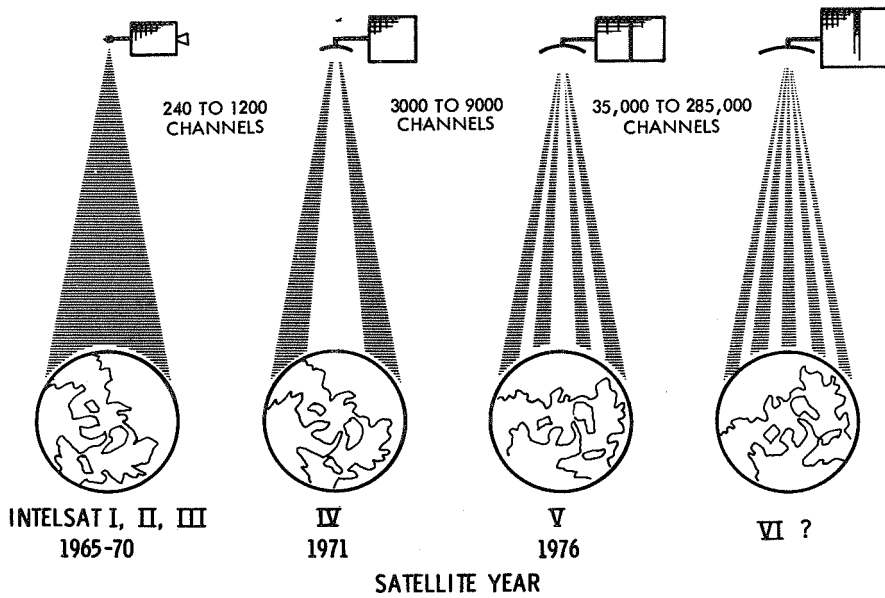 240 TO 1200
CHANNELS
3000 TO 9000
CHANNELS
35,000 TO 285,000
CHANNELS
INTELSAT I, II, III
1965-70
IV
1971
V
1976
VI ?
SATELLITE YEAR